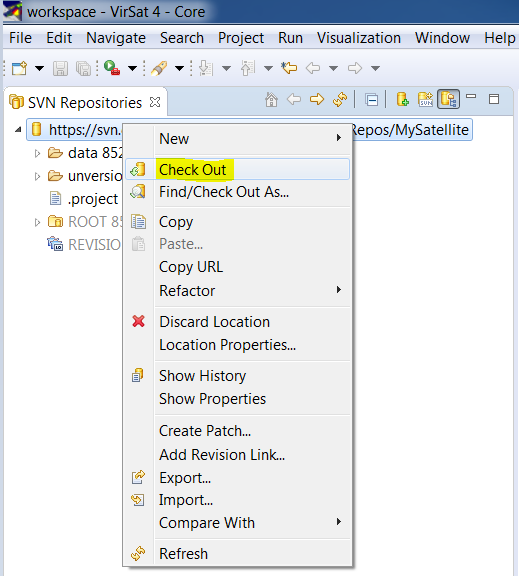 workspace - VirSat 4 - Core
File Edit Navigate Search Project Run Visualization Window Help
SVN Repositories
https://svn. Repos/MySatellite
data 852
unversio
.project
ROOT 85
REVISIO
New
Check Out
Find/Check Out As...
Copy
Paste...
Copy URL
Refactor
Discard Location
Location Properties...
Show History
Show Properties
Create Patch...
Add Revision Link...
Export...
Import...
Compare With
Refresh